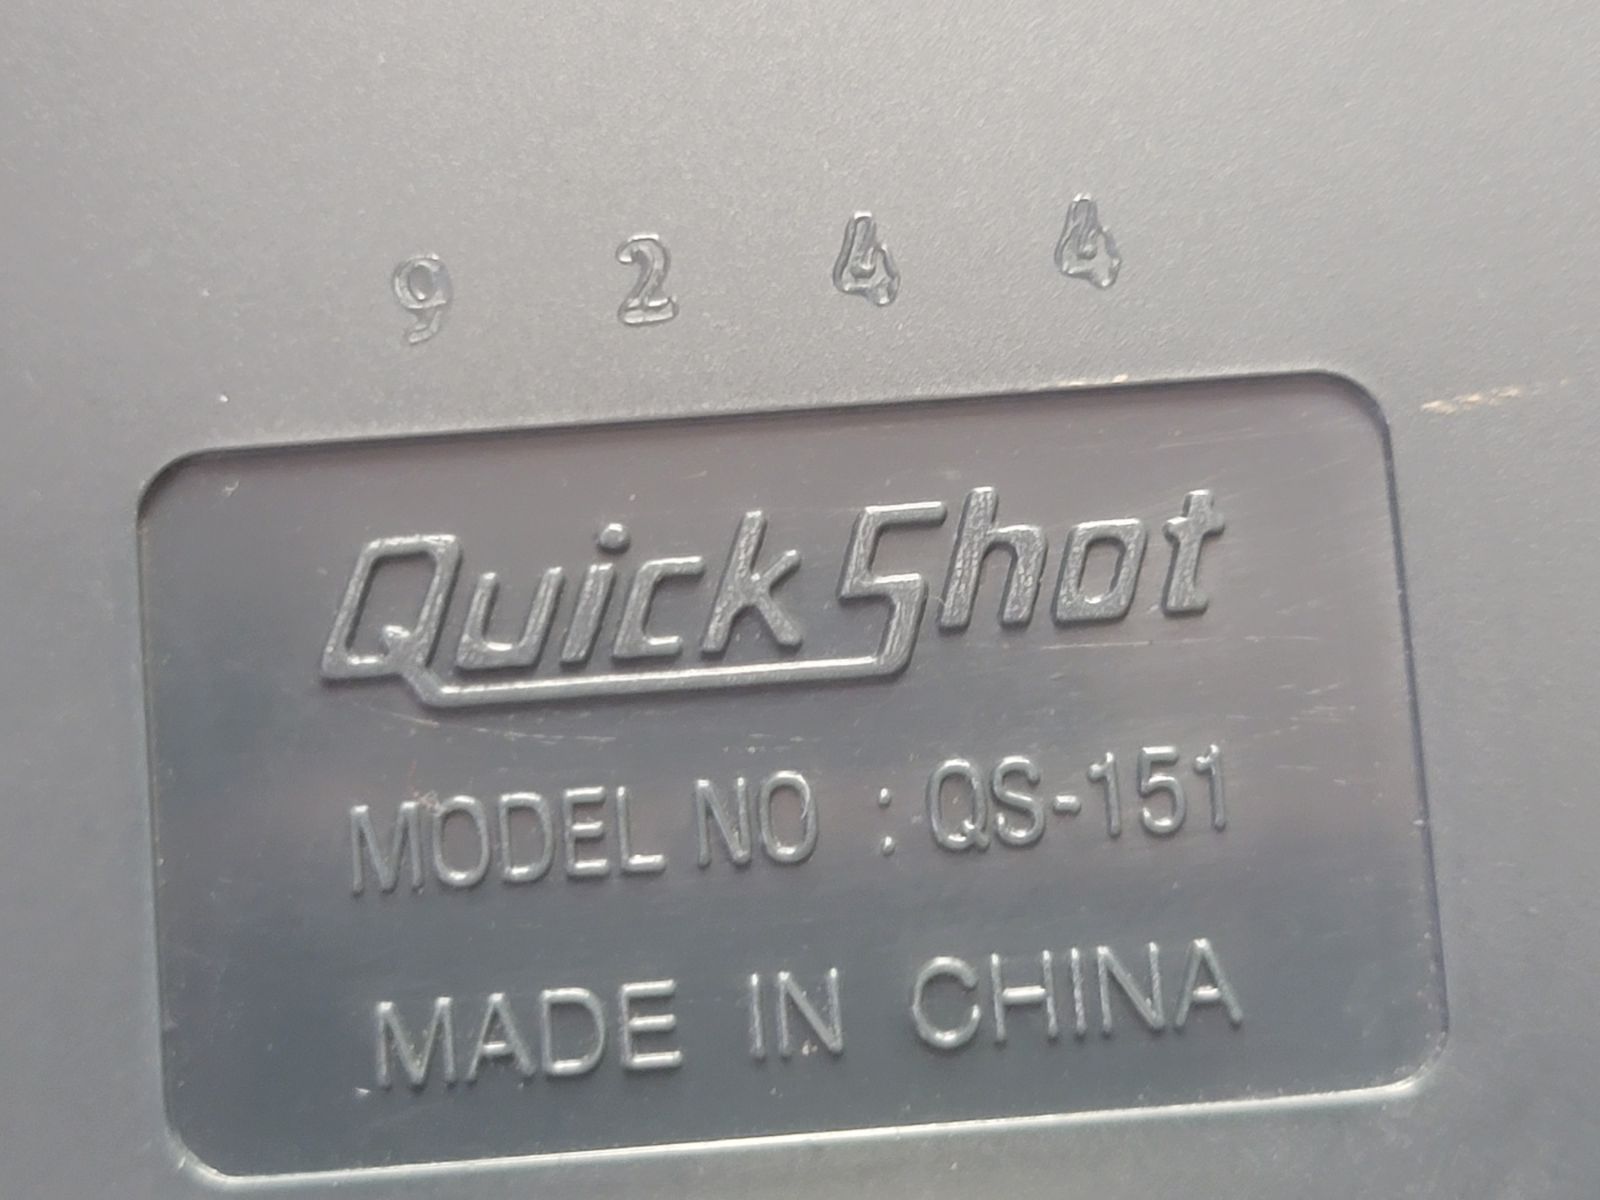 9 2 4 4
QuickShot
MODEL NO : QS-151
MADE IN CHINA